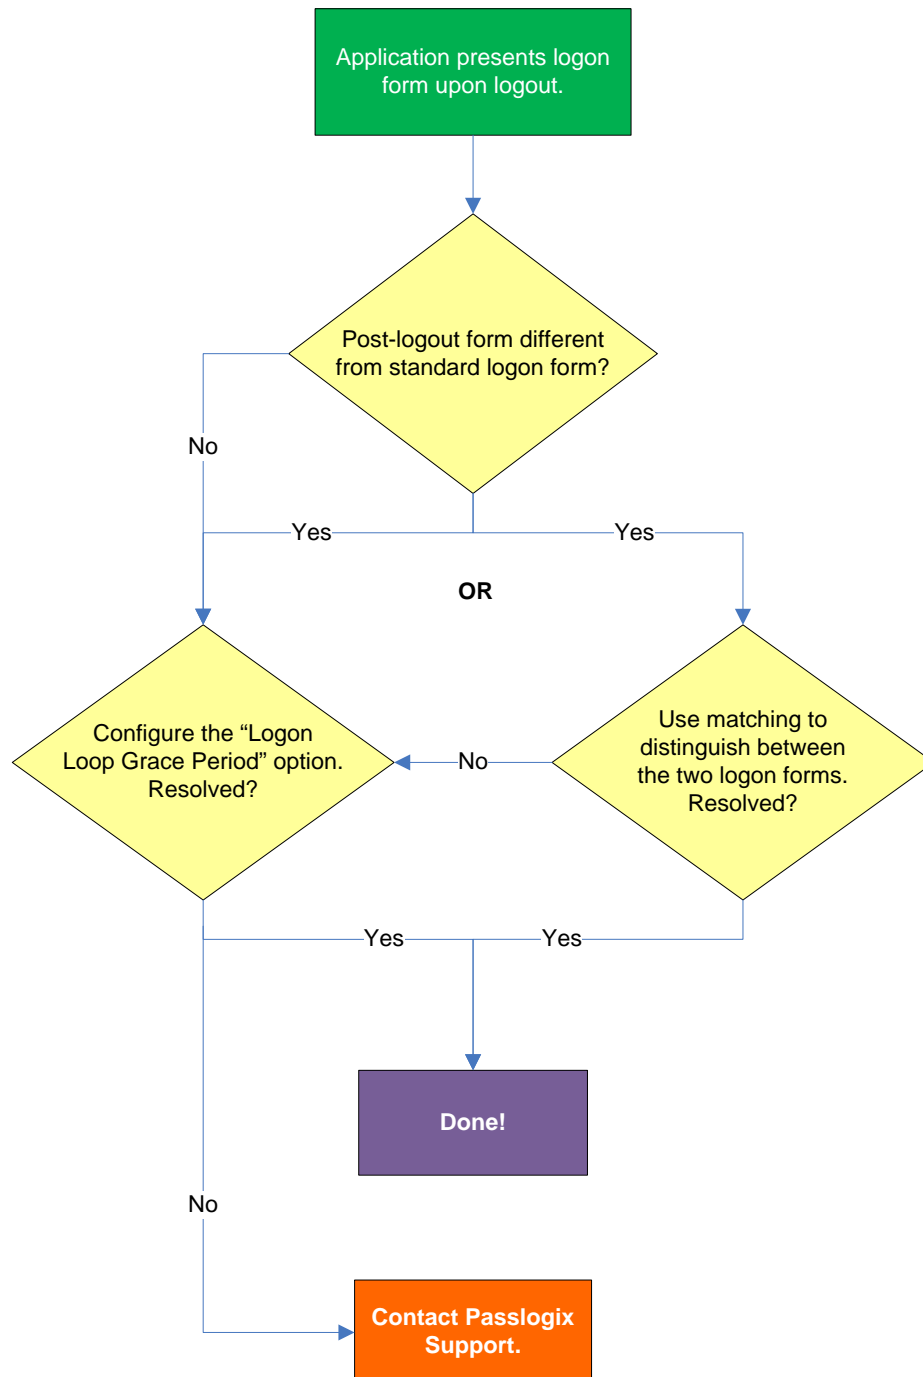 Application presents logon
form upon logout.
Post-logout form different
from standard logon form?
No
Yes
Yes
OR
Configure the “Logon
Loop Grace Period” option.
Resolved?
No
Use matching to
distinguish between
the two logon forms.
Resolved?
Yes
Yes
Done!
No
Contact Passlogix
Support.